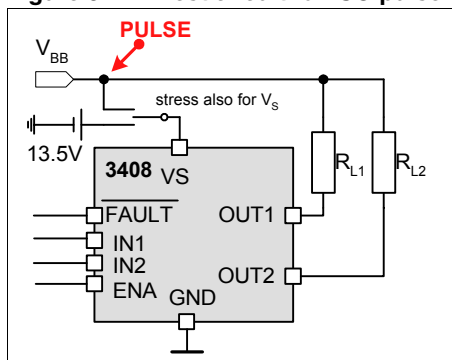 PULSE
V_BB
stress also for V_S
13.5V
3408 VS
FAULT
OUT1
R_L1
R_L2
IN1
IN2
OUT2
ENA
GND